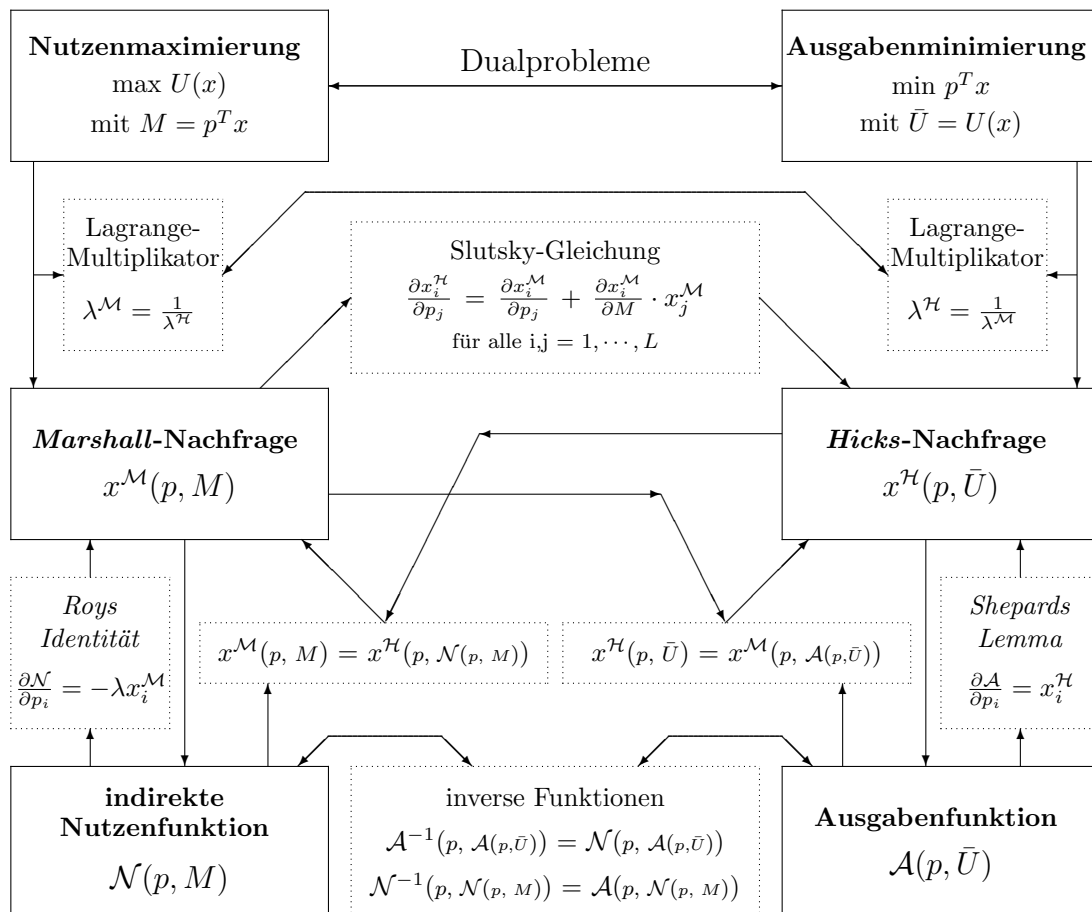 Nutzenmaximierung
max U(x)
mit M = p^T x
Dualprobleme
Ausgabenminimierung
min p^T x
mit Ū = U(x)
Lagrange-
Multiplikator
λ^ℳ = 1/λ^ℋ
Slutsky-Gleichung
∂x_i^ℋ/∂p_j = ∂x_i^ℳ/∂p_j + ∂x_i^ℳ/∂M · x_j^ℳ
für alle i,j = 1, ⋯, L
Lagrange-
Multiplikator
λ^ℋ = 1/λ^ℳ
Marshall-Nachfrage
x^ℳ(p, M)
Hicks-Nachfrage
x^ℋ(p, Ū)
Roys
Identität
∂𝒩/∂p_i = −λx_i^ℳ
x^ℳ(p, M) = x^ℋ(p, 𝒩(p, M))
x^ℋ(p, Ū) = x^ℳ(p, 𝒜(p,Ū))
Shepards
Lemma
∂𝒜/∂p_i = x_i^ℋ
indirekte
Nutzenfunktion
𝒩(p, M)
inverse Funktionen
𝒜^−1(p, 𝒜(p,Ū)) = 𝒩(p, 𝒜(p,Ū))
𝒩^−1(p, 𝒩(p, M)) = 𝒜(p, 𝒩(p, M))
Ausgabenfunktion
𝒜(p, Ū)